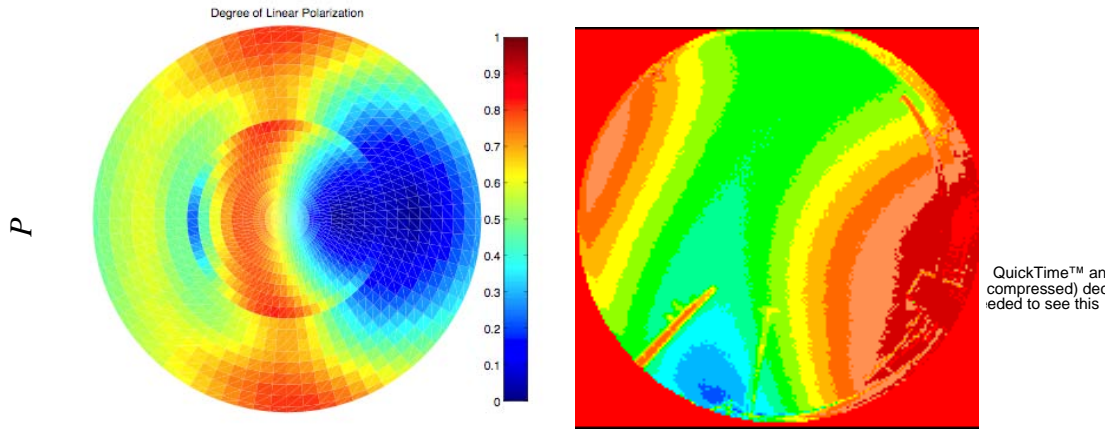 Degree of Linear Polarization
P
1
0.9
0.8
0.7
0.6
0.5
0.4
0.3
0.2
0.1
0
QuickTime™ an
compressed) dec
eeded to see this